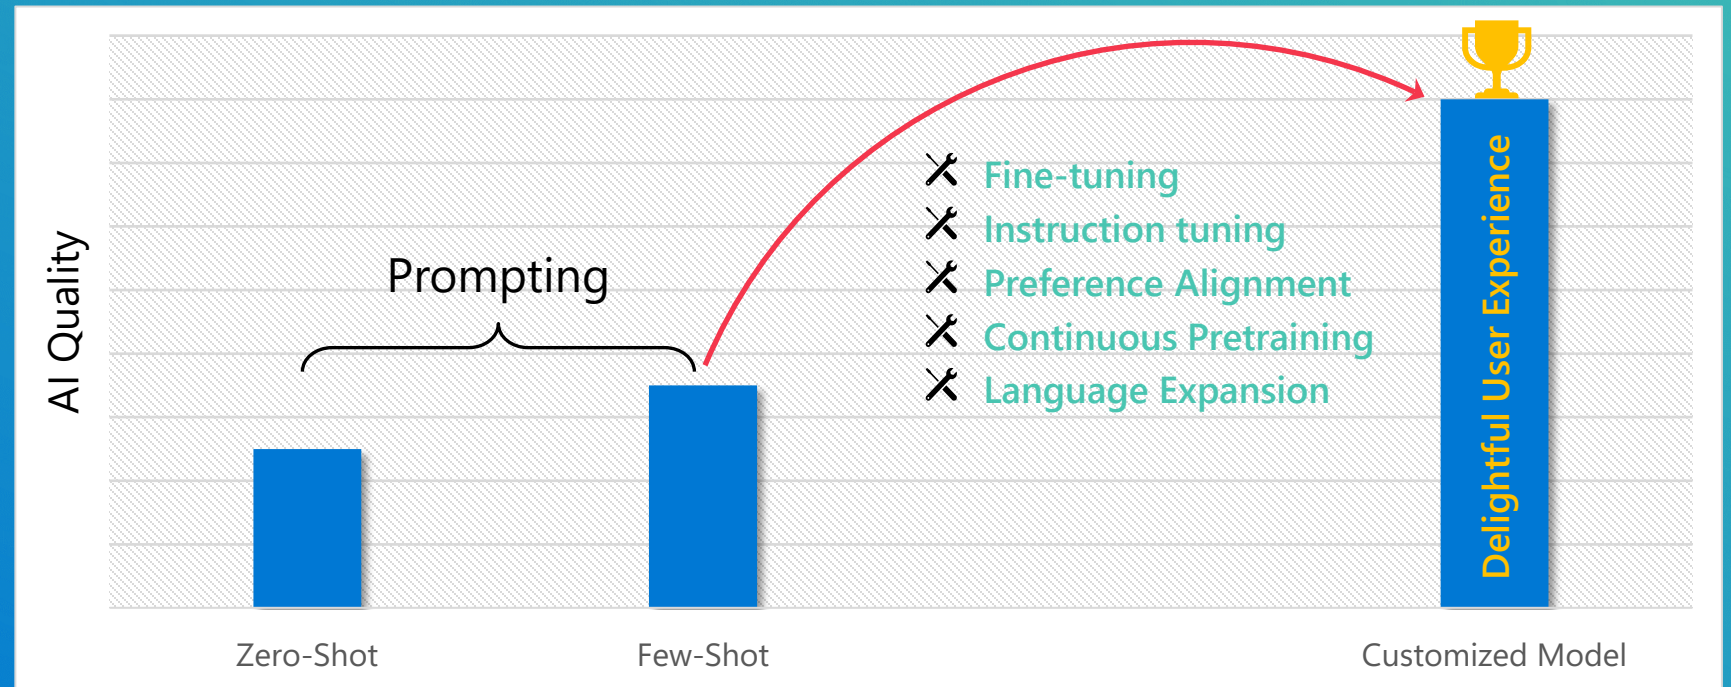 AI Quality
Prompting
Fine-tuning
Instruction tuning
Preference Alignment
Continuous Pretraining
Language Expansion
Delightful User Experience
Zero-Shot
Few-Shot
Customized Model